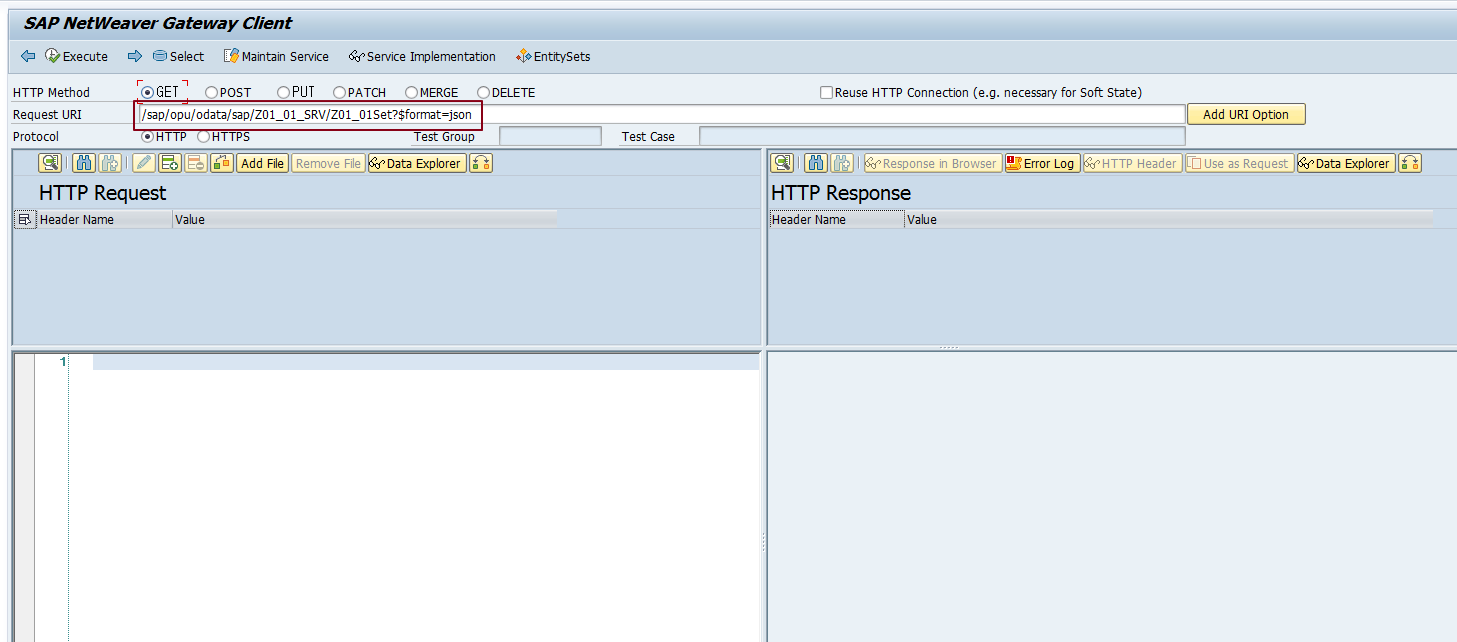 SAP NetWeaver Gateway Client
Execute Select Maintain Service Service Implementation EntitySets
HTTP Method GET POST PUT PATCH MERGE DELETE Reuse HTTP Connection (e.g. necessary for Soft State)
Request URI /sap/opu/odata/sap/Z01_01_SRV/Z01_01Set?$format=json Add URI Option
Protocol HTTP HTTPS Test Group Test Case
Add File Remove File Data Explorer Response in Browser Error Log HTTP Header Use as Request Data Explorer
HTTP Request HTTP Response
Header Name Value Header Name Value
1